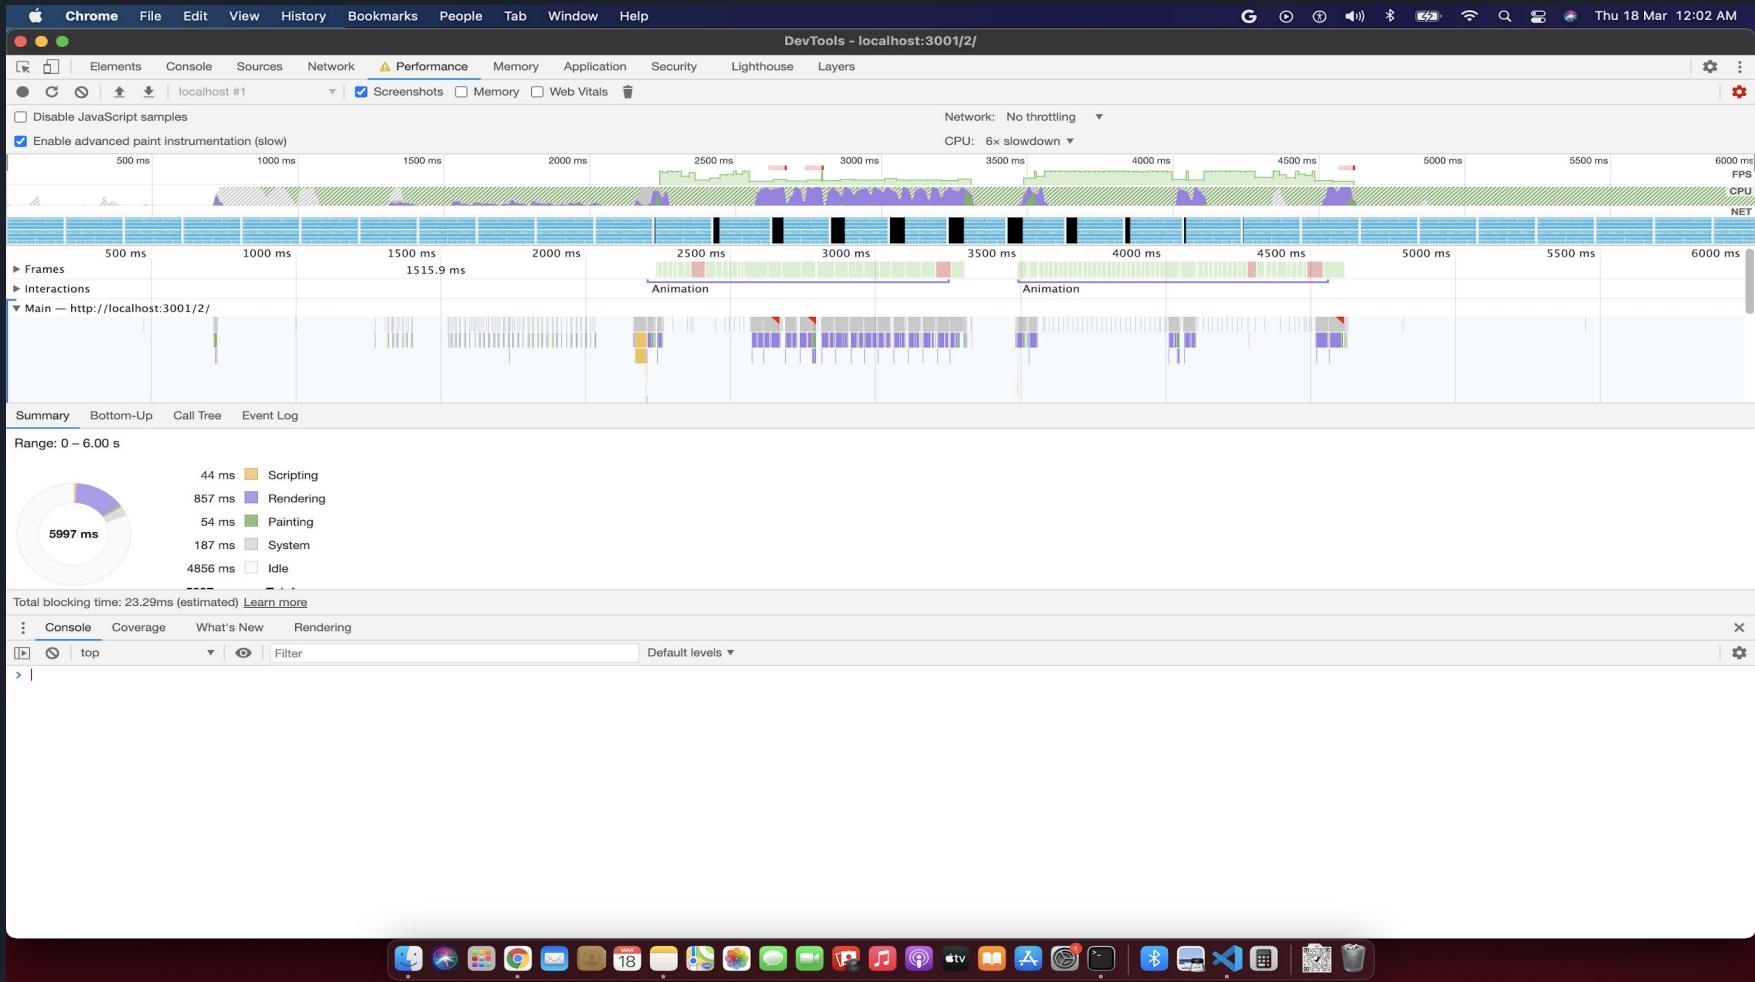 Chrome File Edit View History Bookmarks People Tab Window Help Thu 18 Mar 12:02 AM
DevTools - localhost:3001/2/
Elements Console Sources Network Performance Memory Application Security Lighthouse Layers
localhost #1 Screenshots Memory Web Vitals
Disable JavaScript samples Network: No throttling
Enable advanced paint instrumentation (slow) CPU: 6× slowdown
500 ms 1000 ms 1500 ms 2000 ms 2500 ms 3000 ms 3500 ms 4000 ms 4500 ms 5000 ms 5500 ms 6000 ms
FPS
CPU
NET
500 ms 1000 ms 1500 ms 2000 ms 2500 ms 3000 ms 3500 ms 4000 ms 4500 ms 5000 ms 5500 ms 6000 ms
Frames 1515.9 ms
Interactions Animation Animation
Main — http://localhost:3001/2/
Summary Bottom-Up Call Tree Event Log
Range: 0 – 6.00 s
44 ms Scripting
857 ms Rendering
54 ms Painting
5997 ms
187 ms System
4856 ms Idle
Total blocking time: 23.29ms (estimated) Learn more
Console Coverage What's New Rendering
top Filter Default levels
>
MAR
18
tv
1